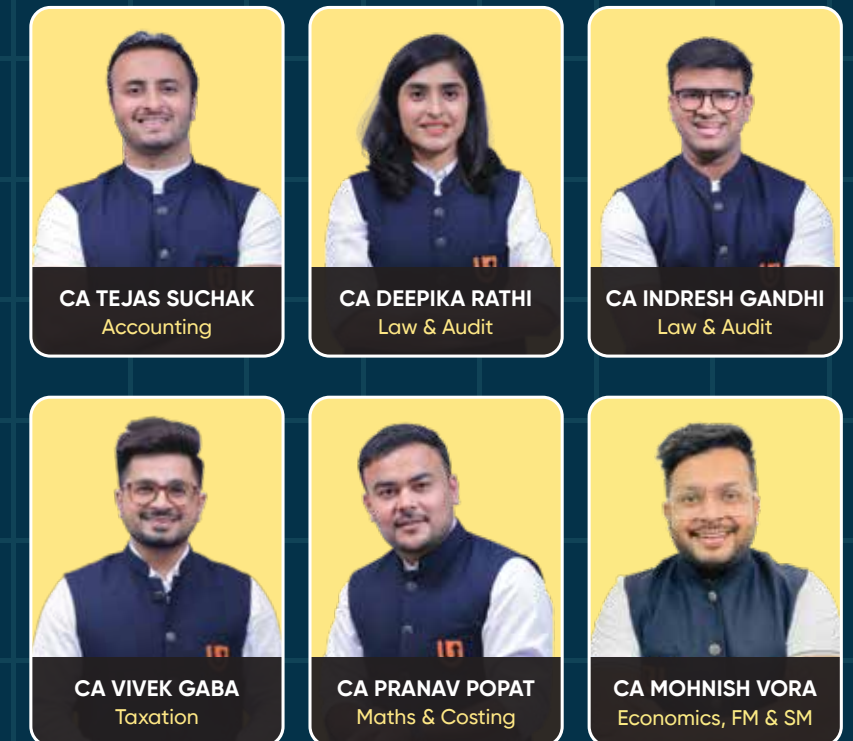 CA TEJAS SUCHAK
Accounting
CA DEEPIKA RATHI
Law & Audit
CA INDRESH GANDHI
Law & Audit
CA VIVEK GABA
Taxation
CA PRANAV POPAT
Maths & Costing
CA MOHNISH VORA
Economics, FM & SM